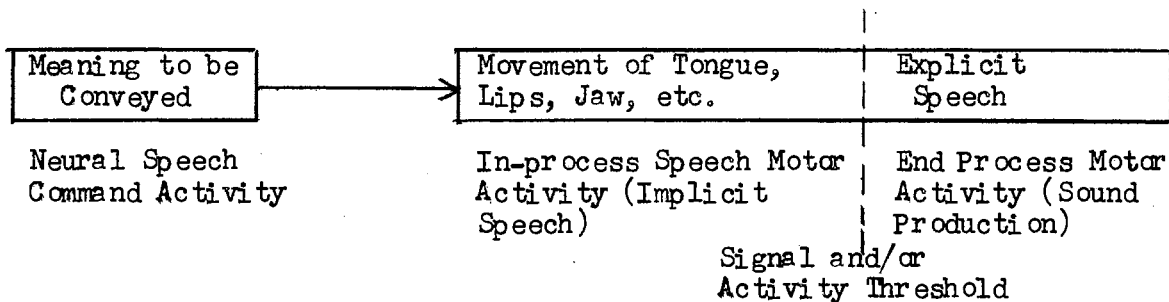 Meaning to be
Conveyed
Movement of Tongue,
Lips, Jaw, etc.
Explicit
Speech
Neural Speech
Command Activity
In-process Speech Motor
Activity (Implicit
Speech)
End Process Motor
Activity (Sound
Production)
Signal and/or
Activity Threshold